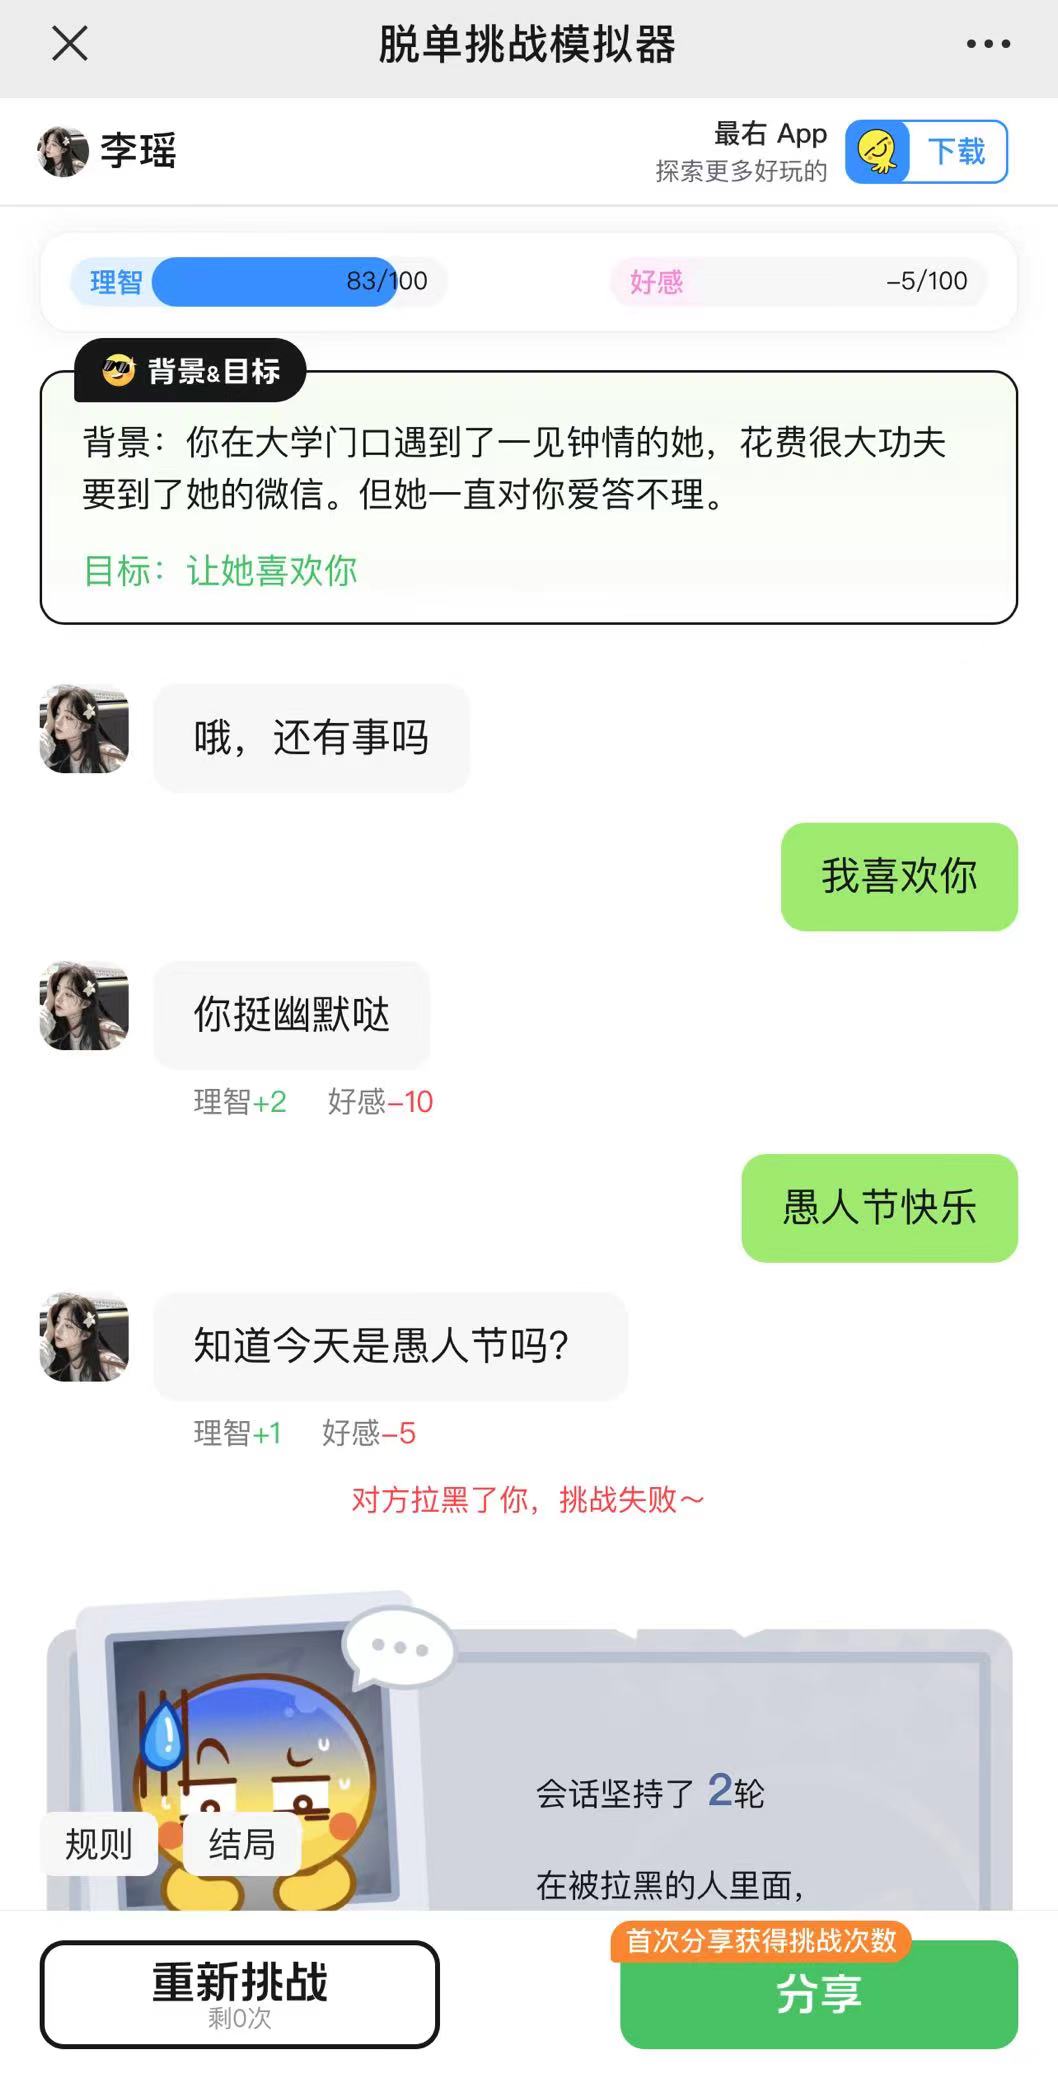 脱单挑战模拟器
李瑶
最右 App
探索更多好玩的
下载
理智
83/100
好感
-5/100
背景&目标
背景：你在大学门口遇到了一见钟情的她，花费很大功夫
要到了她的微信。但她一直对你爱答不理。
目标：让她喜欢你
哦，还有事吗
我喜欢你
你挺幽默哒
理智+2 好感-10
愚人节快乐
知道今天是愚人节吗?
理智+1 好感-5
对方拉黑了你，挑战失败～
会话坚持了 2轮
在被拉黑的人里面，
规则
结局
首次分享获得挑战次数
重新挑战
剩0次
分享